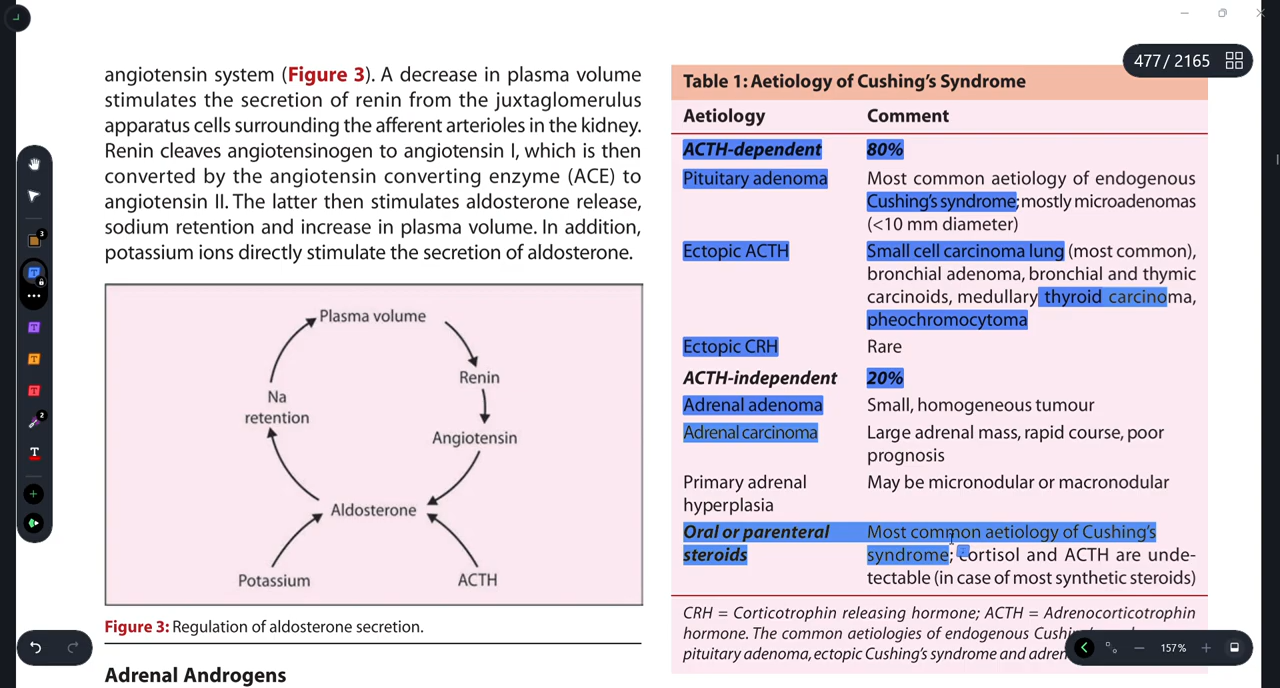 477 / 2165
angiotensin system (Figure 3). A decrease in plasma volume
stimulates the secretion of renin from the juxtaglomerulus
apparatus cells surrounding the afferent arterioles in the kidney.
Renin cleaves angiotensinogen to angiotensin I, which is then
converted by the angiotensin converting enzyme (ACE) to
angiotensin II. The latter then stimulates aldosterone release,
sodium retention and increase in plasma volume. In addition,
potassium ions directly stimulate the secretion of aldosterone.
Plasma volume
Renin
Na
retention
Angiotensin
Aldosterone
Potassium
ACTH
Figure 3: Regulation of aldosterone secretion.
Adrenal Androgens
Table 1: Aetiology of Cushing's Syndrome
Aetiology Comment
ACTH-dependent 80%
Pituitary adenoma Most common aetiology of endogenous
Cushing's syndrome; mostly microadenomas
(<10 mm diameter)
Ectopic ACTH Small cell carcinoma lung (most common),
bronchial adenoma, bronchial and thymic
carcinoids, medullary thyroid carcinoma,
pheochromocytoma
Ectopic CRH Rare
ACTH-independent 20%
Adrenal adenoma Small, homogeneous tumour
Adrenal carcinoma Large adrenal mass, rapid course, poor
prognosis
Primary adrenal May be micronodular or macronodular
hyperplasia
Oral or parenteral Most common aetiology of Cushing's
steroids syndrome; cortisol and ACTH are unde-
tectable (in case of most synthetic steroids)
CRH = Corticotrophin releasing hormone; ACTH = Adrenocorticotrophin
hormone. The common aetiologies of endogenous
pituitary adenoma, ectopic Cushing's syndrome and
157%
3
2
T